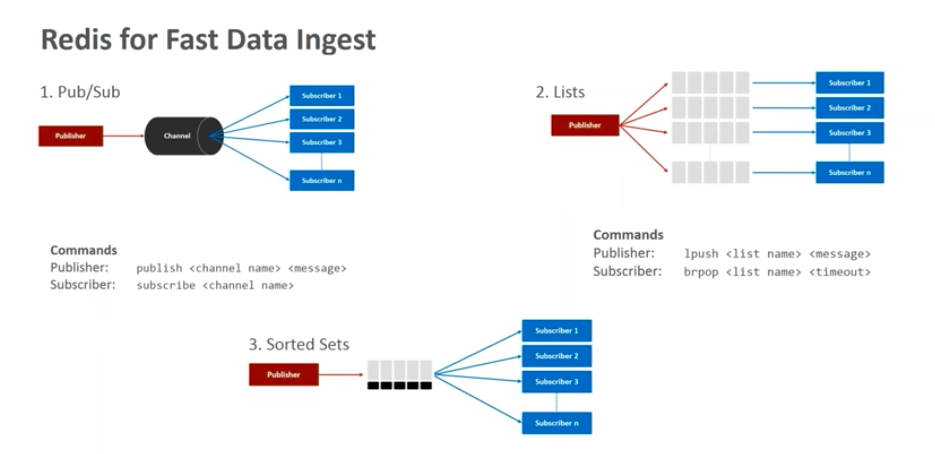 Redis for Fast Data Ingest
1. Pub/Sub
Publisher
Channel
Subscriber 1
Subscriber 2
Subscriber 3
Subscriber n
Commands
Publisher: publish <channel name> <message>
Subscriber: subscribe <channel name>
2. Lists
Publisher
Subscriber 1
Subscriber 2
Subscriber 3
Subscriber n
Commands
Publisher: lpush <list name> <message>
Subscriber: brpop <list name> <timeout>
3. Sorted Sets
Publisher
Subscriber 1
Subscriber 2
Subscriber 3
Subscriber n